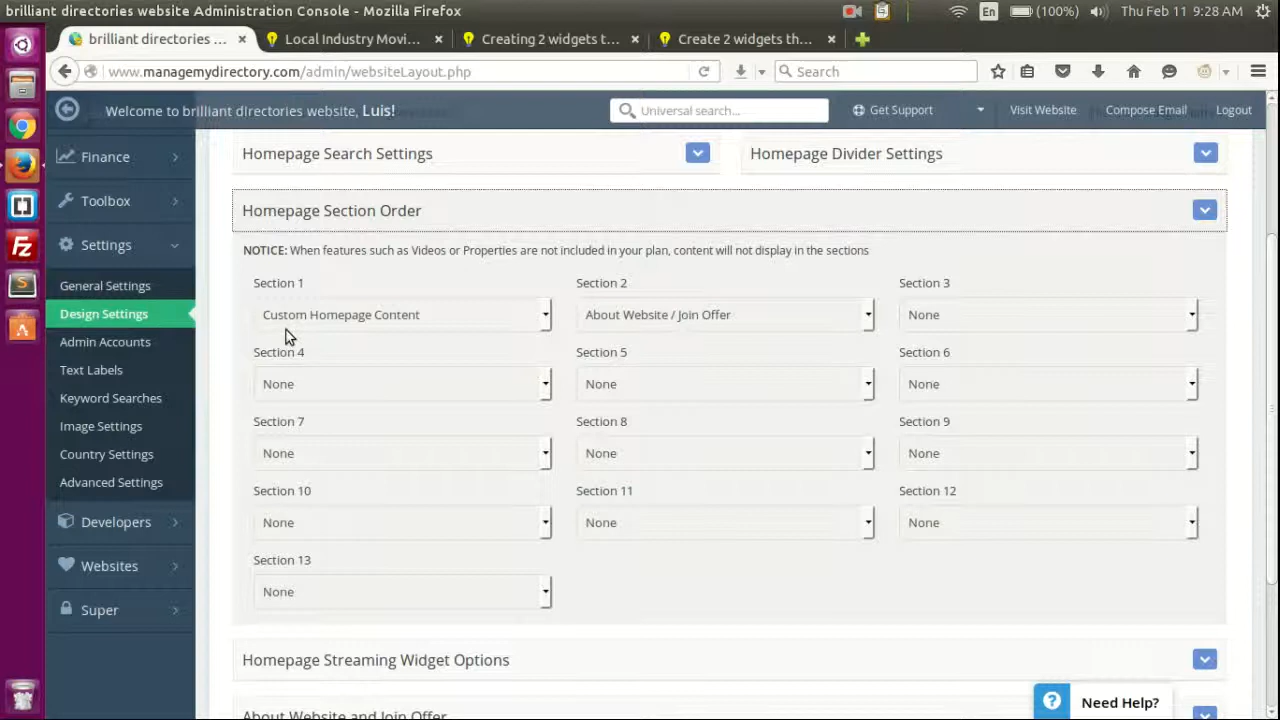 brilliant directories website Administration Console - Mozilla Firefox
En
(100%)
Thu Feb 11 9:28 AM
brilliant directories ...
Local Industry Movi...
Creating 2 widgets t...
Create 2 widgets th...
www.managemydirectory.com/admin/websiteLayout.php
Search
Welcome to brilliant directories website, Luis!
Universal search...
Get Support
Visit Website
Compose Email
Logout
Finance
Toolbox
Settings
General Settings
Design Settings
Admin Accounts
Text Labels
Keyword Searches
Image Settings
Country Settings
Advanced Settings
Developers
Websites
Super
Homepage Search Settings
Homepage Divider Settings
Homepage Section Order
NOTICE: When features such as Videos or Properties are not included in your plan, content will not display in the sections
Section 1
Section 2
Section 3
Custom Homepage Content
About Website / Join Offer
None
Section 4
Section 5
Section 6
None
None
None
Section 7
Section 8
Section 9
None
None
None
Section 10
Section 11
Section 12
None
None
None
Section 13
None
Homepage Streaming Widget Options
About Website and Join Offer
Need Help?